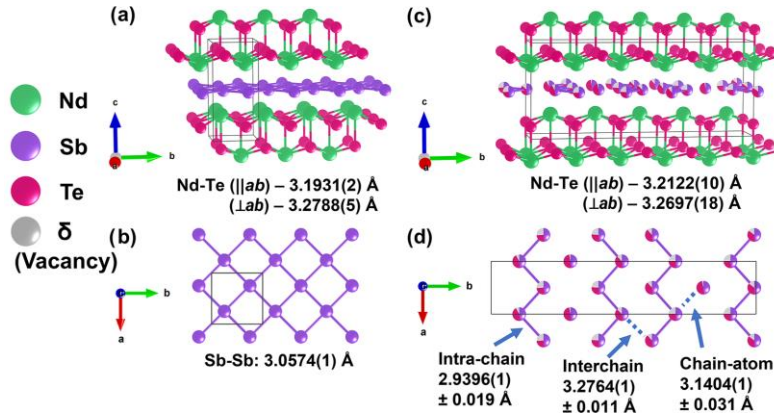 (a)
(c)
Nd
Sb
Te
δ
(Vacancy)
c
b
a
Nd-Te (||ab) – 3.1931(2) Å
(⊥ab) – 3.2788(5) Å
c
b
Nd-Te (||ab) – 3.2122(10) Å
(⊥ab) – 3.2697(18) Å
(b)
b
a
Sb-Sb: 3.0574(1) Å
(d)
b
a
Intra-chain
2.9396(1)
± 0.019 Å
Interchain
3.2764(1)
± 0.011 Å
Chain-atom
3.1404(1)
± 0.031 Å